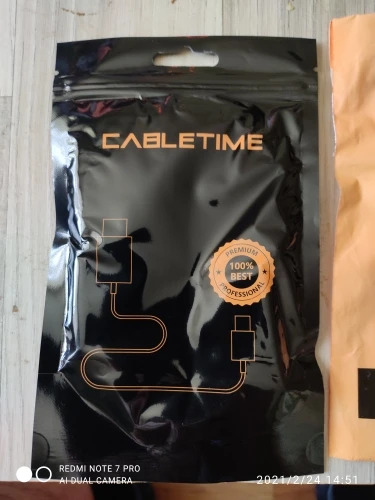 CABLETIME
PREMIUM
100%
BEST
PROFESSIONAL
REDMI NOTE 7 PRO
AI DUAL CAMERA
2021/2/24 14:51